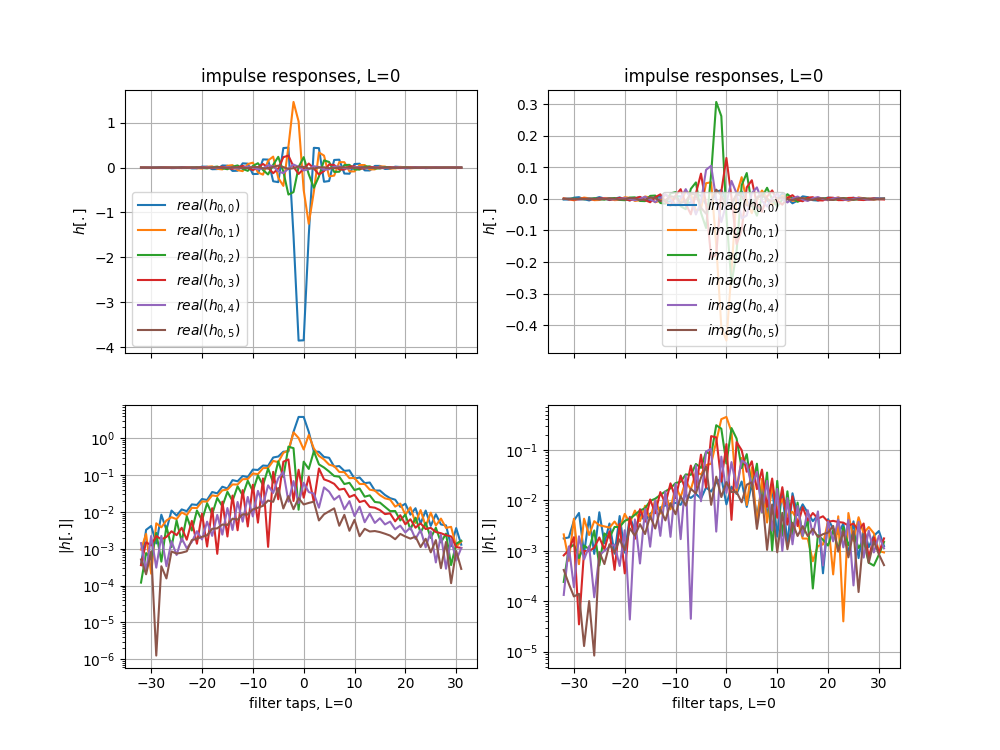 impulse responses, L=0
h[.]
1
0
−1
−2
−3
−4
real(h0,0)
real(h0,1)
real(h0,2)
real(h0,3)
real(h0,4)
real(h0,5)
impulse responses, L=0
h[.]
0.3
0.2
0.1
0.0
−0.1
−0.2
−0.3
−0.4
imag(h0,0)
imag(h0,1)
imag(h0,2)
imag(h0,3)
imag(h0,4)
imag(h0,5)
|h[.]|
10^0
10^−1
10^−2
10^−3
10^−4
10^−5
10^−6
−30 −20 −10 0 10 20 30
filter taps, L=0
|h[.]|
10^−1
10^−2
10^−3
10^−4
10^−5
−30 −20 −10 0 10 20 30
filter taps, L=0